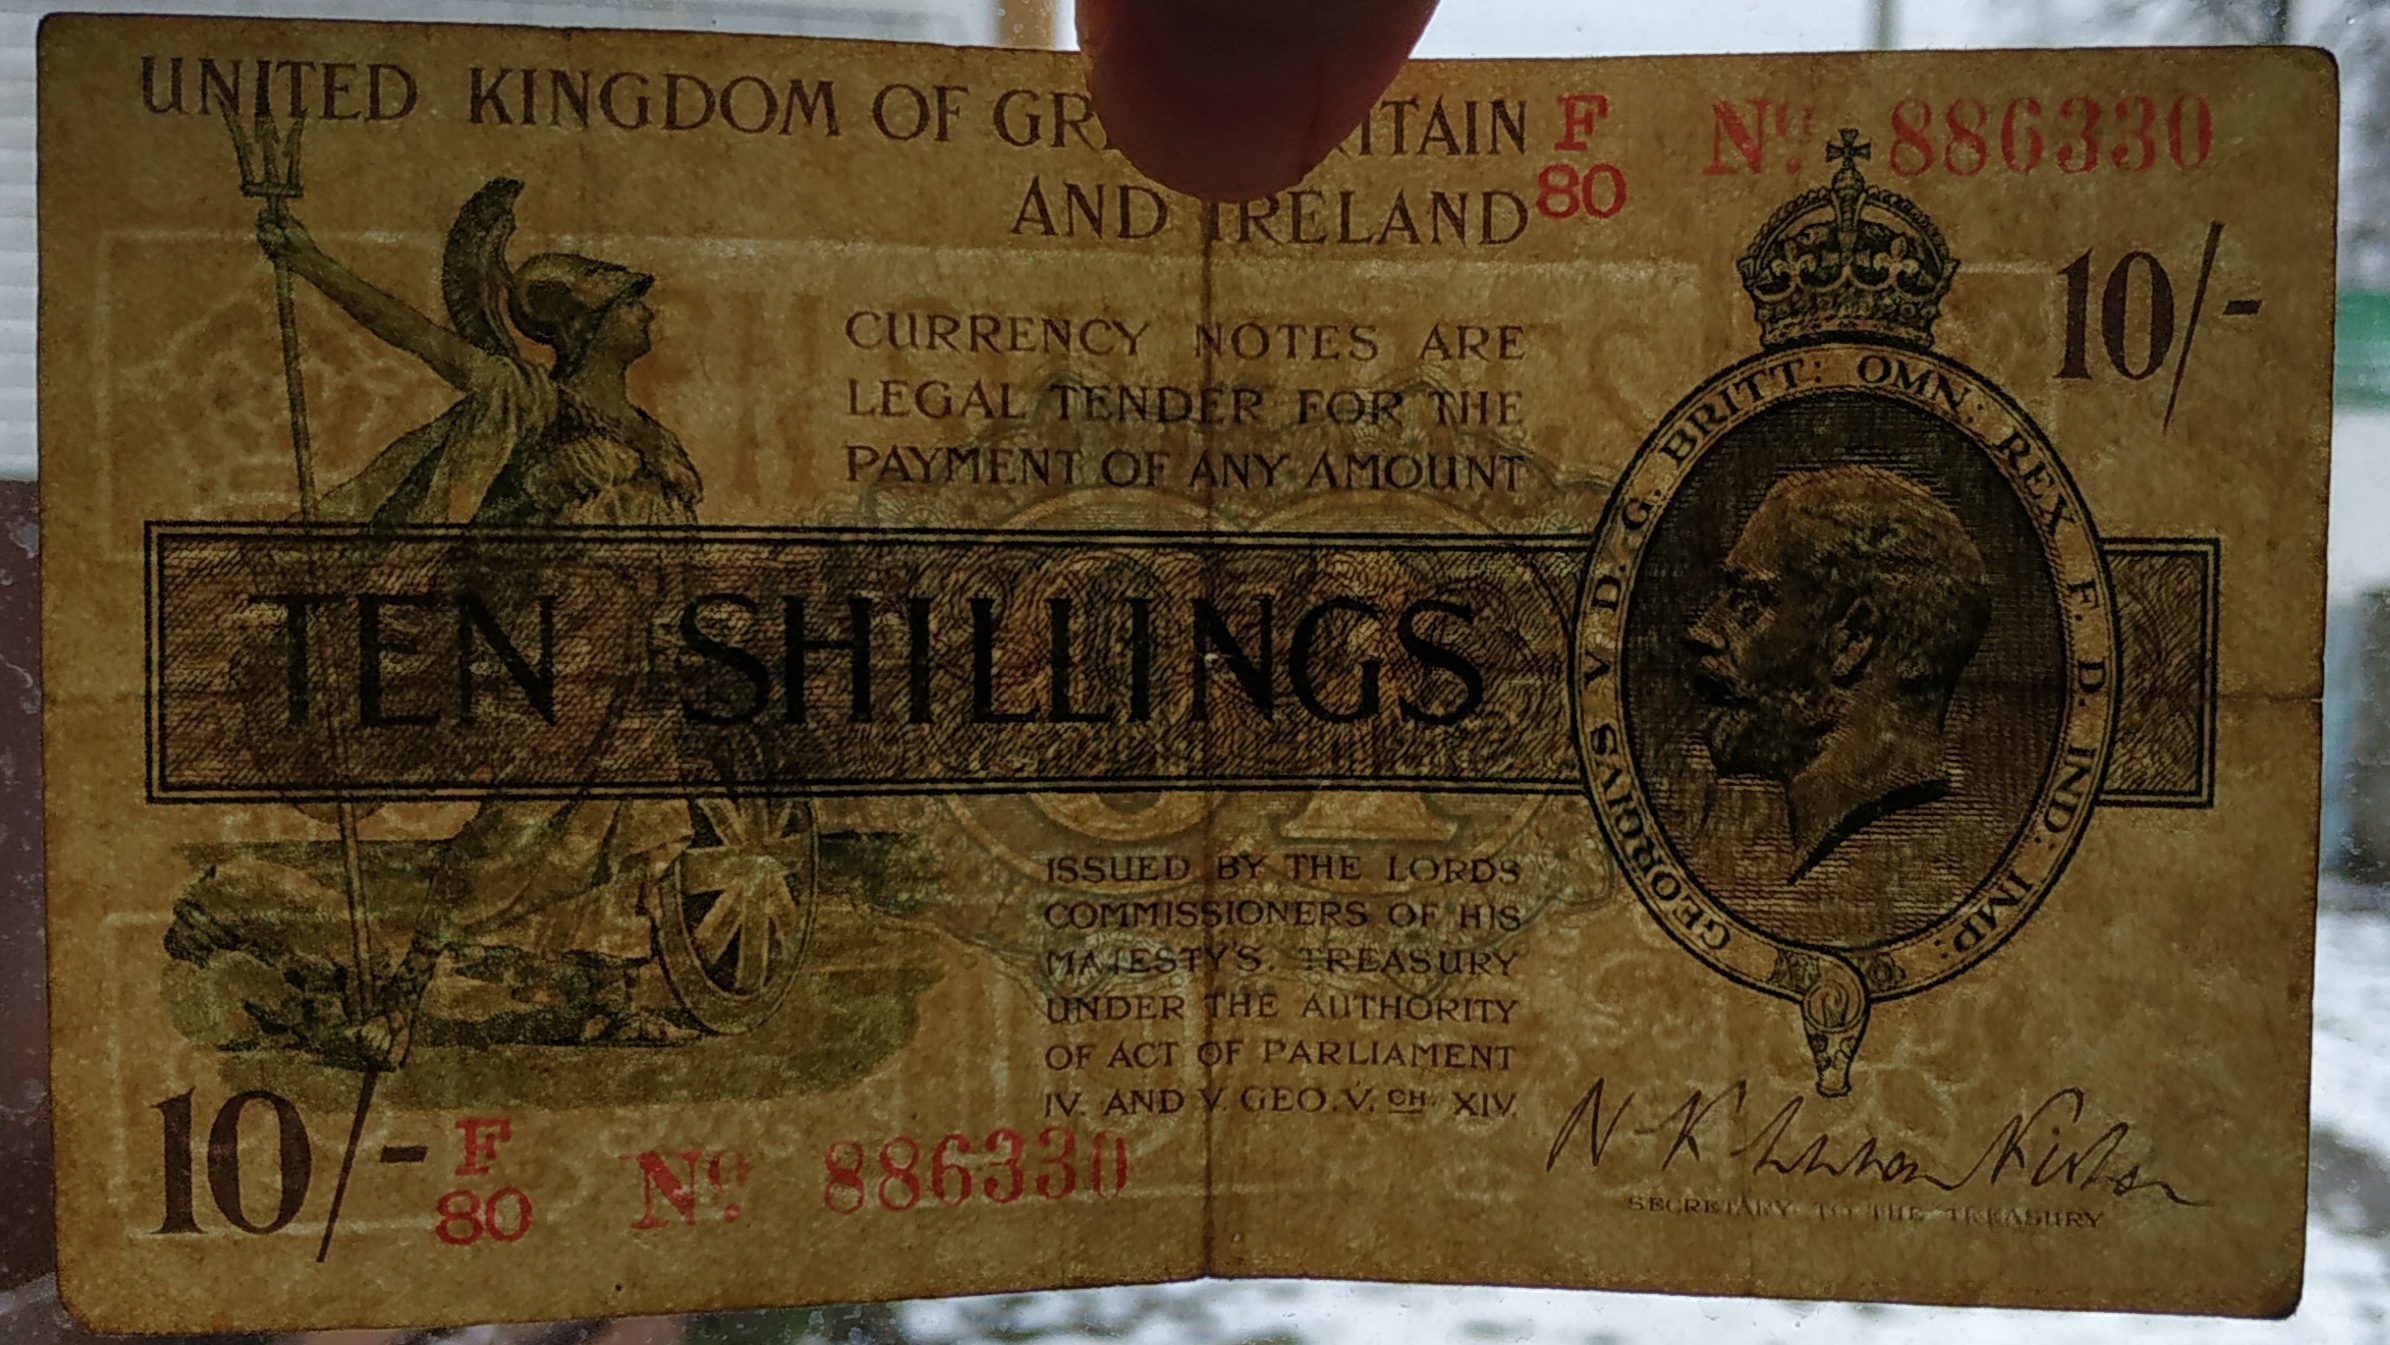 UNITED KINGDOM OF GR ITAIN
AND IRELAND
F
80
Nº 886330
10/-
CURRENCY NOTES ARE
LEGAL TENDER FOR THE
PAYMENT OF ANY AMOUNT
TEN SHILLINGS
GEORGVS V D. G. BRITT: OMN: REX F. D. IND: IMP:
ISSUED BY THE LORDS
COMMISSIONERS OF HIS
MAJESTY'S. TREASURY
UNDER THE AUTHORITY
OF ACT OF PARLIAMENT
IV. AND V. GEO. V. CH. XIV.
10/-
F
80
Nº 886330
SECRETARY TO THE TREASURY